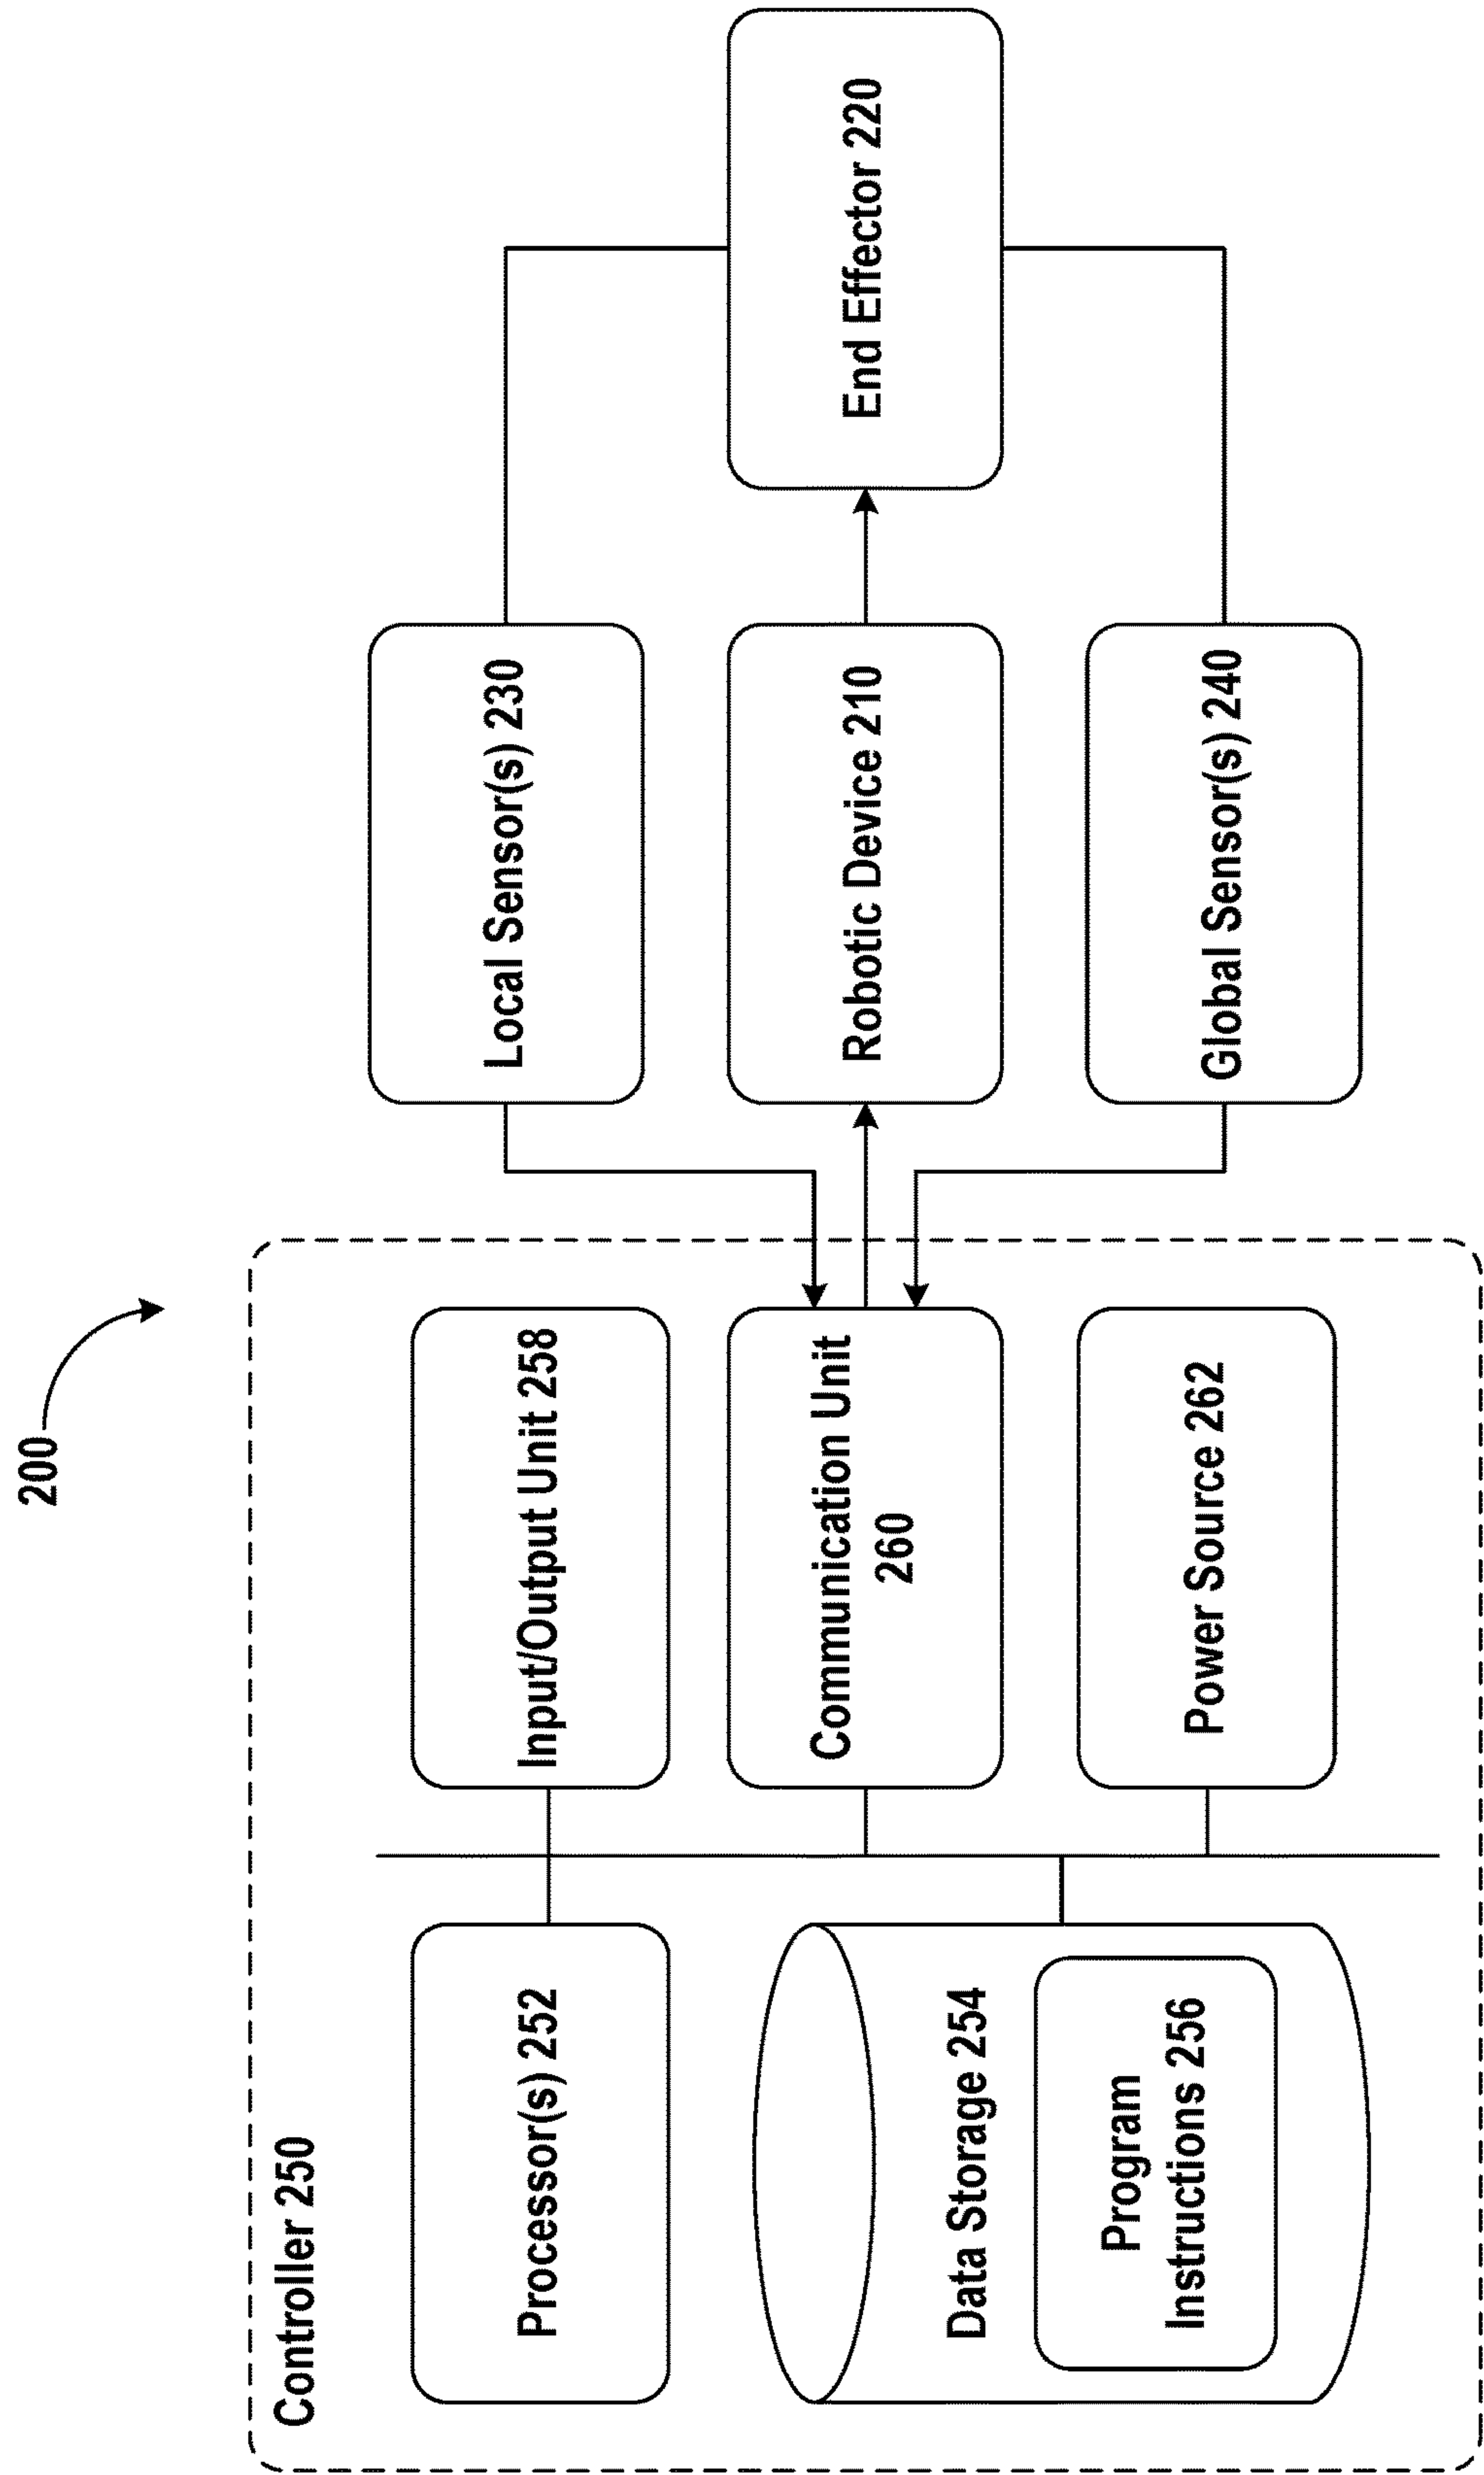 200
Controller 250
Processor(s) 252
Input/Output Unit 258
Local Sensor(s) 230
Data Storage 254
Program
Instructions 256
Communication Unit
260
Robotic Device 210
End Effector 220
Power Source 262
Global Sensor(s) 240